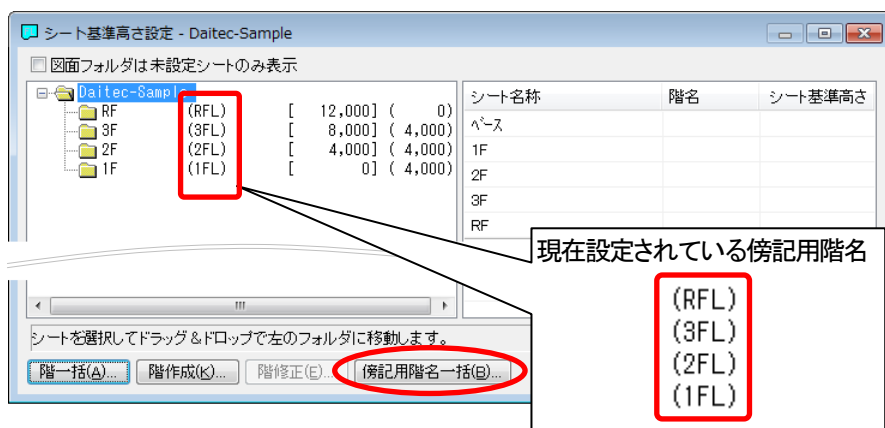 シート基準高さ設定 - Daitec-Sample
図面フォルダは未設定シートのみ表示
Daitec-Sample
RF (RFL) [ 12,000] ( 0)
3F (3FL) [ 8,000] ( 4,000)
2F (2FL) [ 4,000] ( 4,000)
1F (1FL) [ 0] ( 4,000)
シート名称 階名 シート基準高さ
ベース
1F
2F
3F
RF
現在設定されている傍記用階名
(RFL)
(3FL)
(2FL)
(1FL)
シートを選択してドラッグ&ドロップで左のフォルダに移動します。
階一括(A)... 階作成(K)... 階修正(E)... 傍記用階名一括(B)...